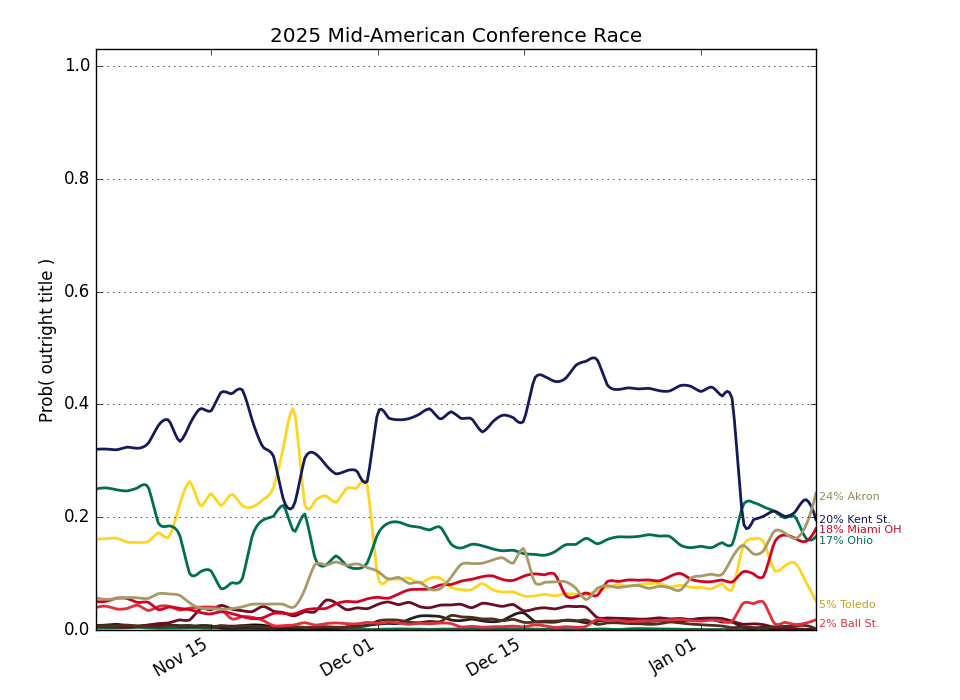 2025 Mid-American Conference Race
Prob( outright title )
1.0
0.8
0.6
0.4
0.2
0.0
24% Akron
20% Kent St.
18% Miami OH
17% Ohio
5% Toledo
2% Ball St.
Nov 15
Dec 01
Dec 15
Jan 01